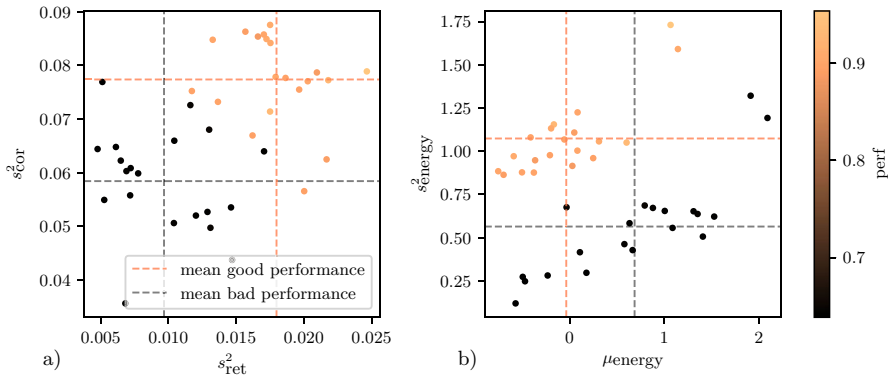 0.09
0.08
0.07
0.06
0.05
0.04
s²cor
mean good performance
mean bad performance
0.005 0.010 0.015 0.020 0.025
a)
s²ret
1.75
1.50
1.25
1.00
0.75
0.50
0.25
s²energy
0 1 2
b)
μenergy
0.9
0.8
0.7
perf